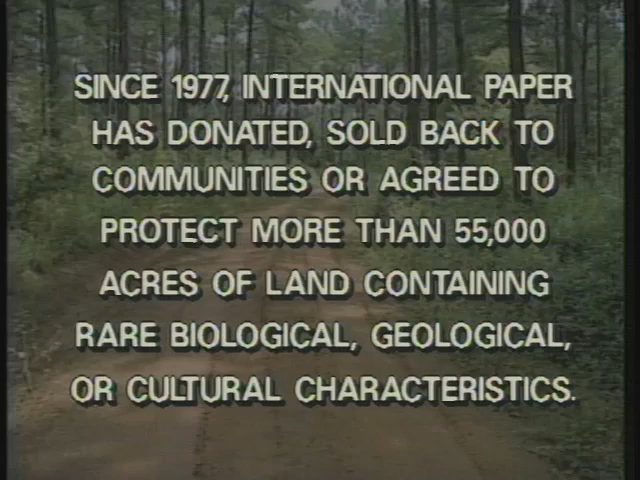 SINCE 1977, INTERNATIONAL PAPER
HAS DONATED, SOLD BACK TO
COMMUNITIES OR AGREED TO
PROTECT MORE THAN 55,000
ACRES OF LAND CONTAINING
RARE BIOLOGICAL, GEOLOGICAL,
OR CULTURAL CHARACTERISTICS.